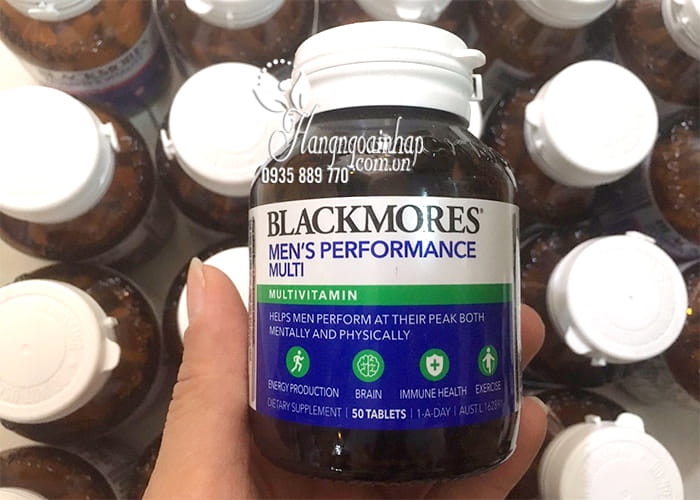 Hangngoainhap
.com.vn
0935 889 770
BLACKMORES®
MEN'S PERFORMANCE
MULTI
MULTIVITAMIN
HELPS MEN PERFORM AT THEIR PEAK BOTH
MENTALLY AND PHYSICALLY
ENERGY PRODUCTION BRAIN IMMUNE HEALTH EXERCISE
DIETARY SUPPLEMENT | 50 TABLETS | 1-A-DAY | AUST L